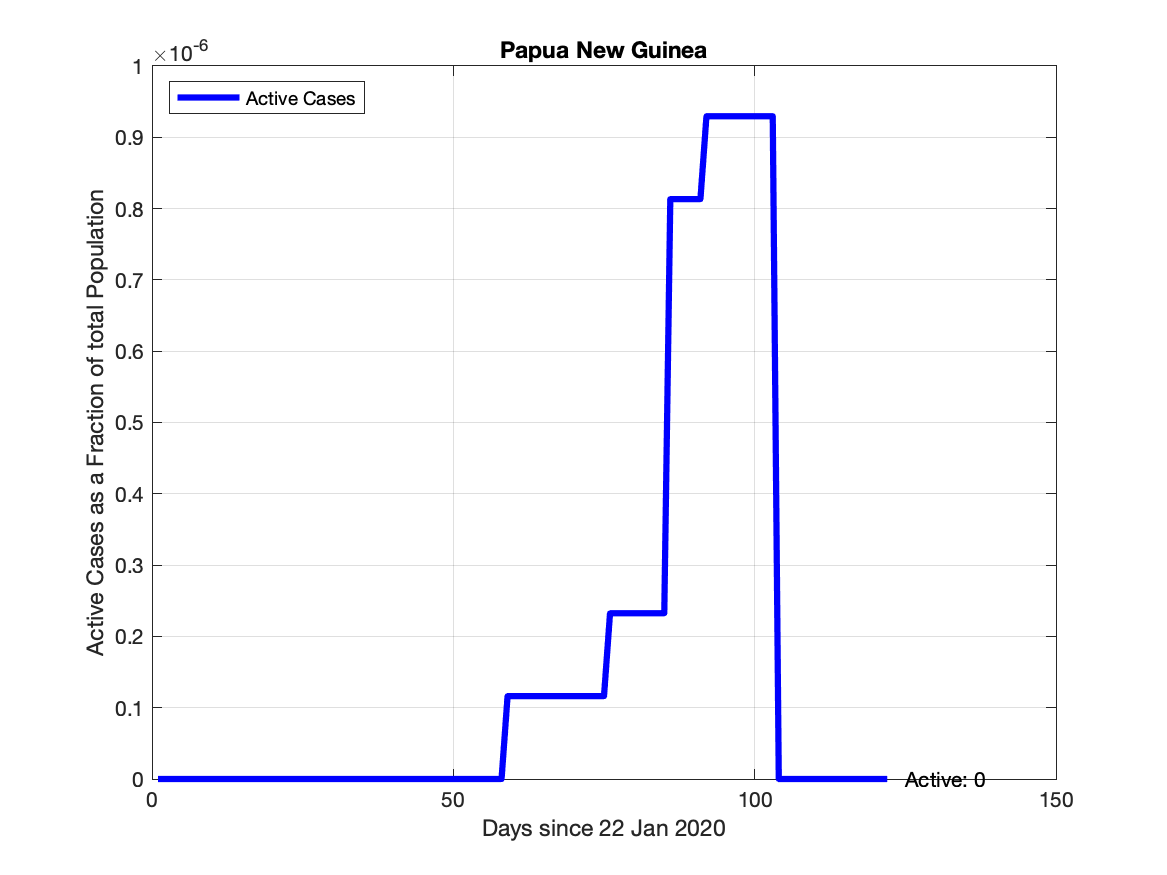 Papua New Guinea
×10-6
Active Cases
1
0.9
0.8
0.7
0.6
0.5
0.4
0.3
0.2
0.1
0
Active Cases as a Fraction of total Population
Active: 0
0 50 100 150
Days since 22 Jan 2020